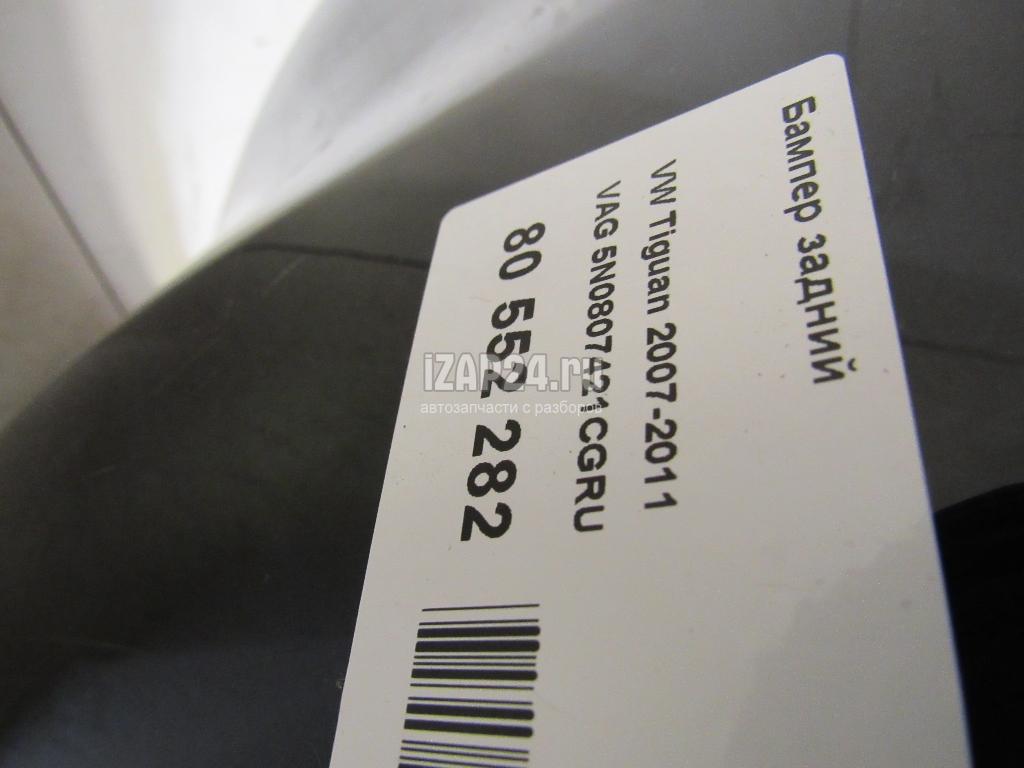 Бампер задний
VW Tiguan 2007-2011
VAG 5N0807421CGRU
80 552 282
iZAP24.ru
автозапчасти с разборов